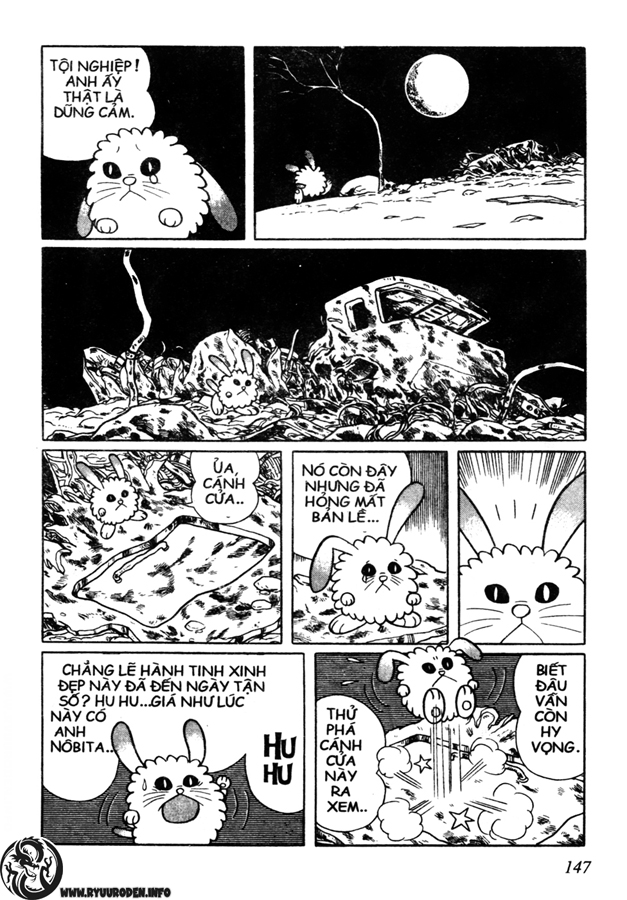 TỘI NGHIỆP!
ANH ẤY
THẬT LÀ
DŨNG CẢM.
ỦA,
CÁNH
CỬA..
NÓ CÒN ĐÂY
NHƯNG ĐÃ
HỎNG MẤT
BẢN LỀ...
CHẲNG LẼ HÀNH TINH XINH
ĐẸP NÀY ĐÃ ĐẾN NGÀY TẬN
SỐ? HU HU...GIÁ NHƯ LÚC
NÀY CÓ
ANH
NÔBITA..
HU
HU
BIẾT
ĐÂU VẪN
CÒN
HY
VỌNG.
THỬ
PHÁ
CÁNH
CỬA
NÀY
RA
XEM..
147
WWW.RYUURODEN.INFO